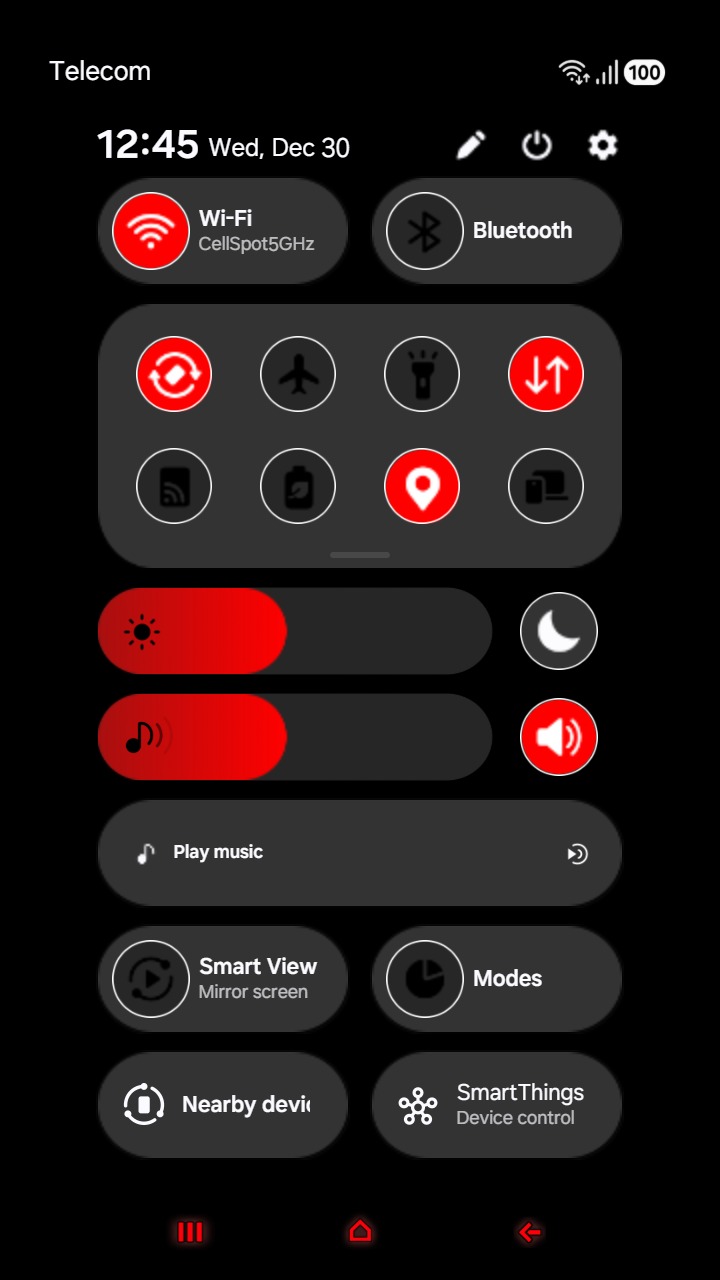 Telecom
100
12:45 Wed, Dec 30
Wi-Fi
CellSpot5GHz
Bluetooth
Play music
Smart View
Mirror screen
Modes
Nearby devi
SmartThings
Device control